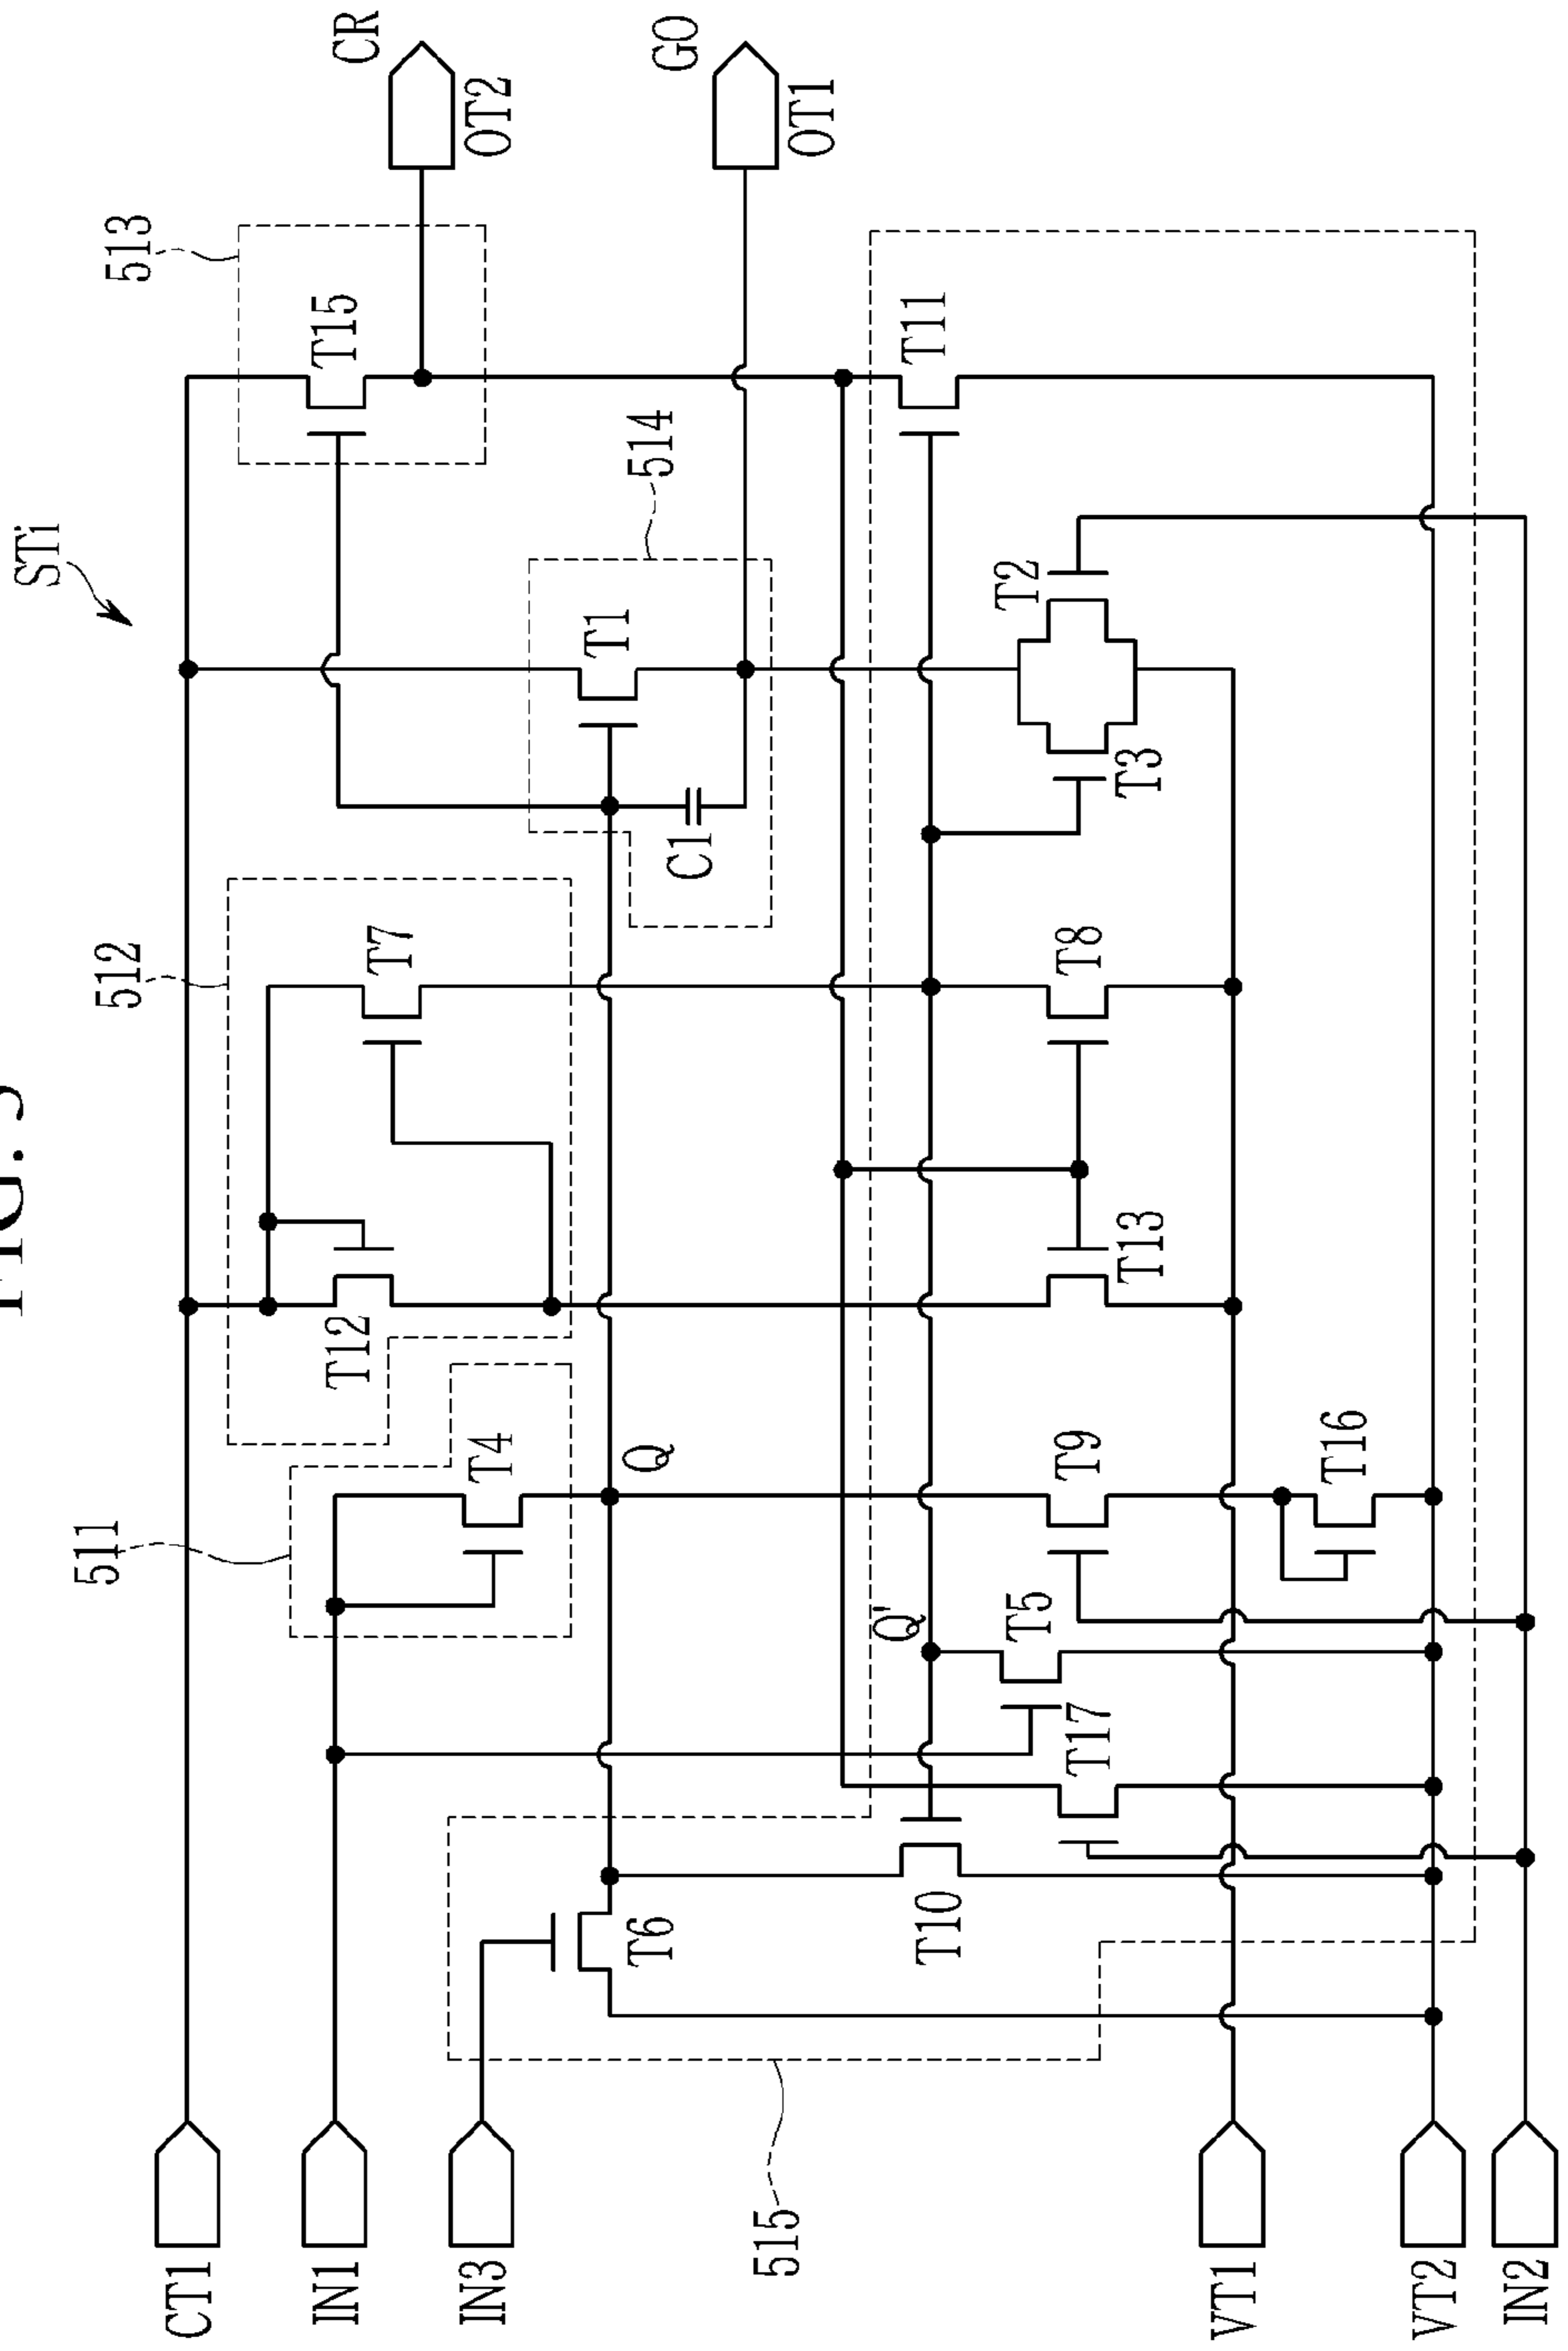 STi
CT1
IN1
IN3
VT1
VT2
IN2
511
512
513
514
515
T12
T7
T4
T15
T1
C1
CR
OT2
GO
OT1
Q
Q'
T6
T10
T17
T5
T9
T16
T13
T8
T3
T2
T11